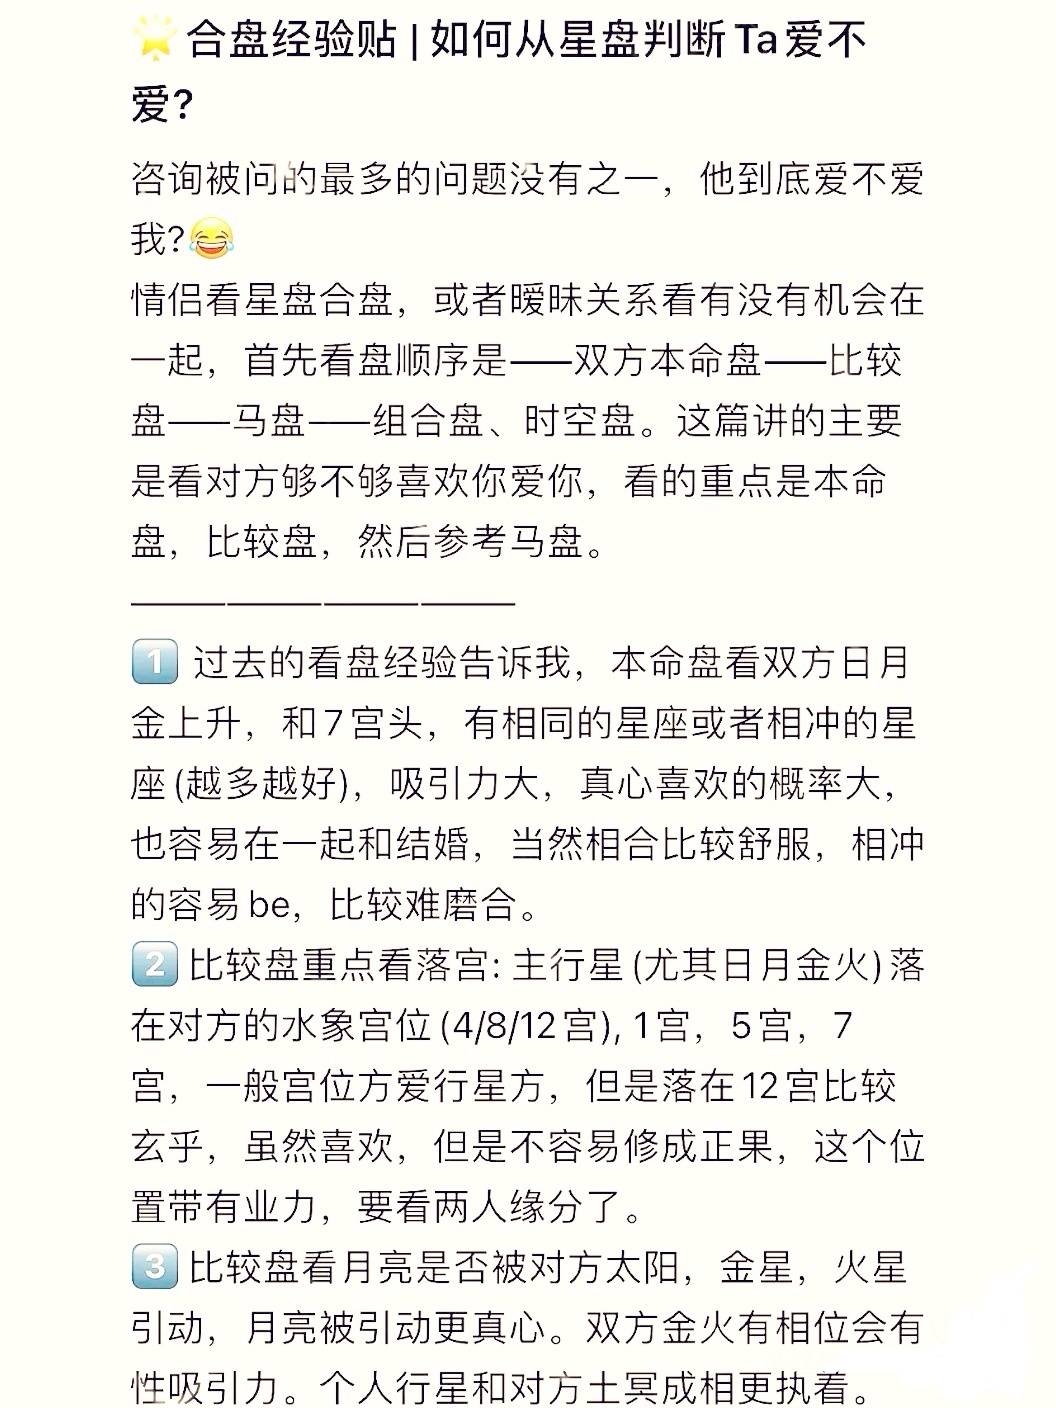 🌟合盘经验贴 | 如何从星盘判断Ta爱不
爱?
咨询被问的最多的问题没有之一，他到底爱不爱
我?😂
情侣看星盘合盘，或者暧昧关系看有没有机会在
一起，首先看盘顺序是——双方本命盘——比较
盘——马盘——组合盘、时空盘。这篇讲的主要
是看对方够不够喜欢你爱你，看的重点是本命
盘，比较盘，然后参考马盘。
————————
1️⃣ 过去的看盘经验告诉我，本命盘看双方日月
金上升，和7宫头，有相同的星座或者相冲的星
座(越多越好)，吸引力大，真心喜欢的概率大，
也容易在一起和结婚，当然相合比较舒服，相冲
的容易be，比较难磨合。
2️⃣ 比较盘重点看落宫: 主行星(尤其日月金火)落
在对方的水象宫位(4/8/12宫), 1宫，5宫，7
宫，一般宫位方爱行星方，但是落在12宫比较
玄乎，虽然喜欢，但是不容易修成正果，这个位
置带有业力，要看两人缘分了。
3️⃣ 比较盘看月亮是否被对方太阳，金星，火星
引动，月亮被引动更真心。双方金火有相位会有
性吸引力。个人行星和对方土冥成相更执着。